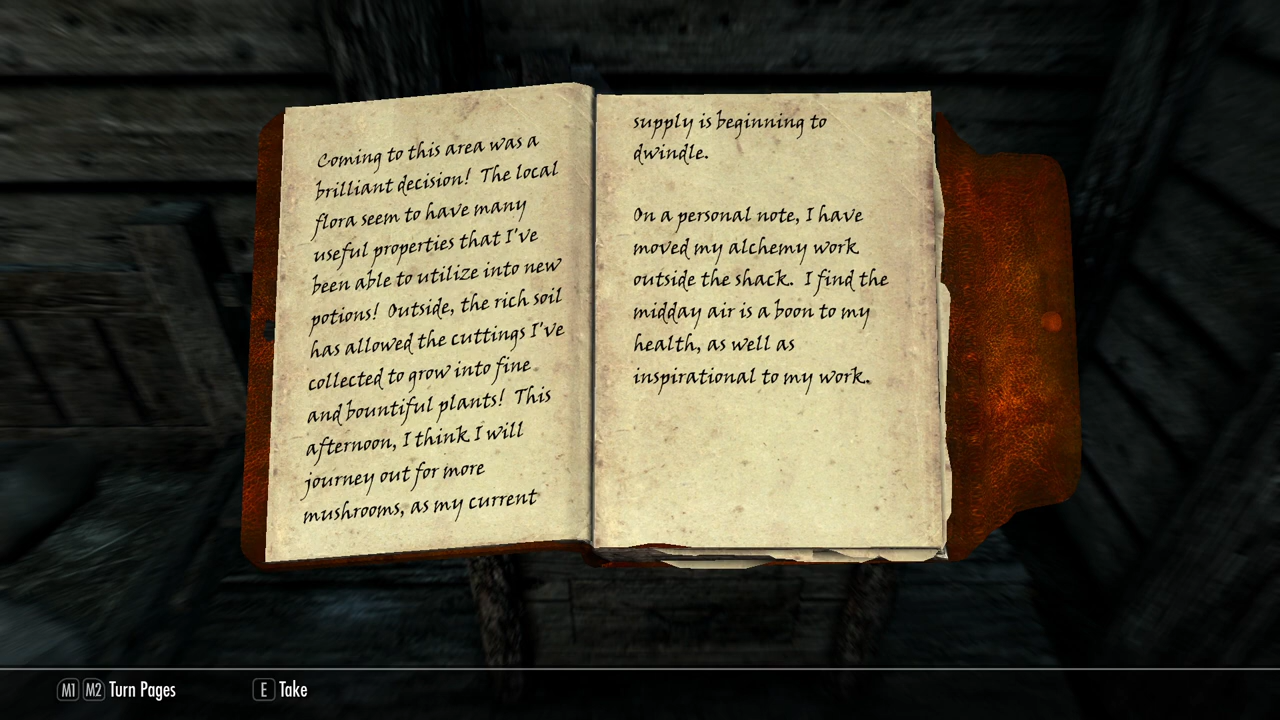 Coming to this area was a
brilliant decision! The local
flora seem to have many
useful properties that I've
been able to utilize into new
potions! Outside, the rich soil
has allowed the cuttings I've
collected to grow into fine
and bountiful plants! This
afternoon, I think I will
journey out for more
mushrooms, as my current
supply is beginning to
dwindle.
On a personal note, I have
moved my alchemy work
outside the shack. I find the
midday air is a boon to my
health, as well as
inspirational to my work.
M1 M2 Turn Pages
E Take